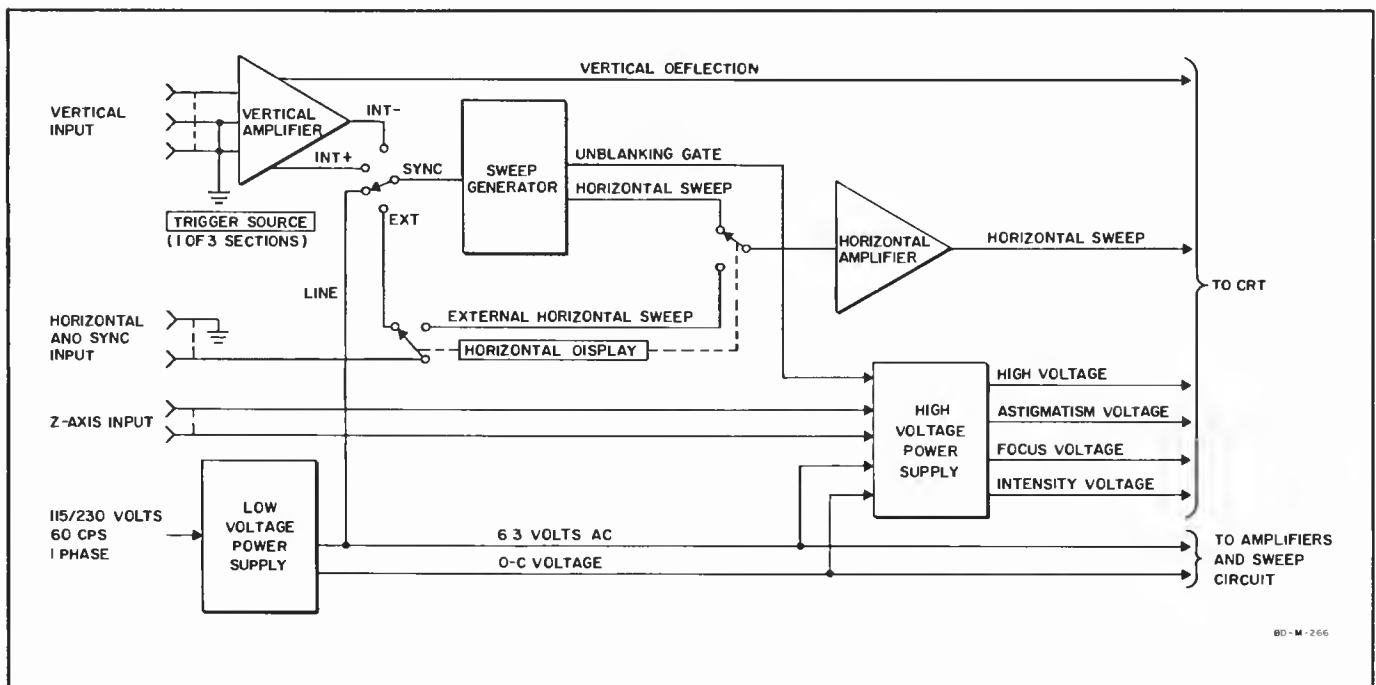 VERTICAL OEFLECTION
VERTICAL
INPUT
VERTICAL
AMPLIFIER
INT-
INT+
SYNC
SWEEP
GENERATOR
UNBLANKING GATE
HORIZONTAL SWEEP
TRIGGER SOURCE
(1 OF 3 SECTIONS)
EXT
HORIZONTAL
AMPLIFIER
HORIZONTAL SWEEP
TO CRT
LINE
HORIZONTAL
ANO SYNC
INPUT
EXTERNAL HORIZONTAL SWEEP
HORIZONTAL DISPLAY
Z-AXIS INPUT
HIGH
VOLTAGE
POWER
SUPPLY
HIGH VOLTAGE
ASTIGMATISM VOLTAGE
FOCUS VOLTAGE
INTENSITY VOLTAGE
115/230 VOLTS
60 CPS
1 PHASE
LOW
VOLTAGE
POWER
SUPPLY
6 3 VOLTS AC
O-C VOLTAGE
TO AMPLIFIERS
AND SWEEP
CIRCUIT
BD-M-266